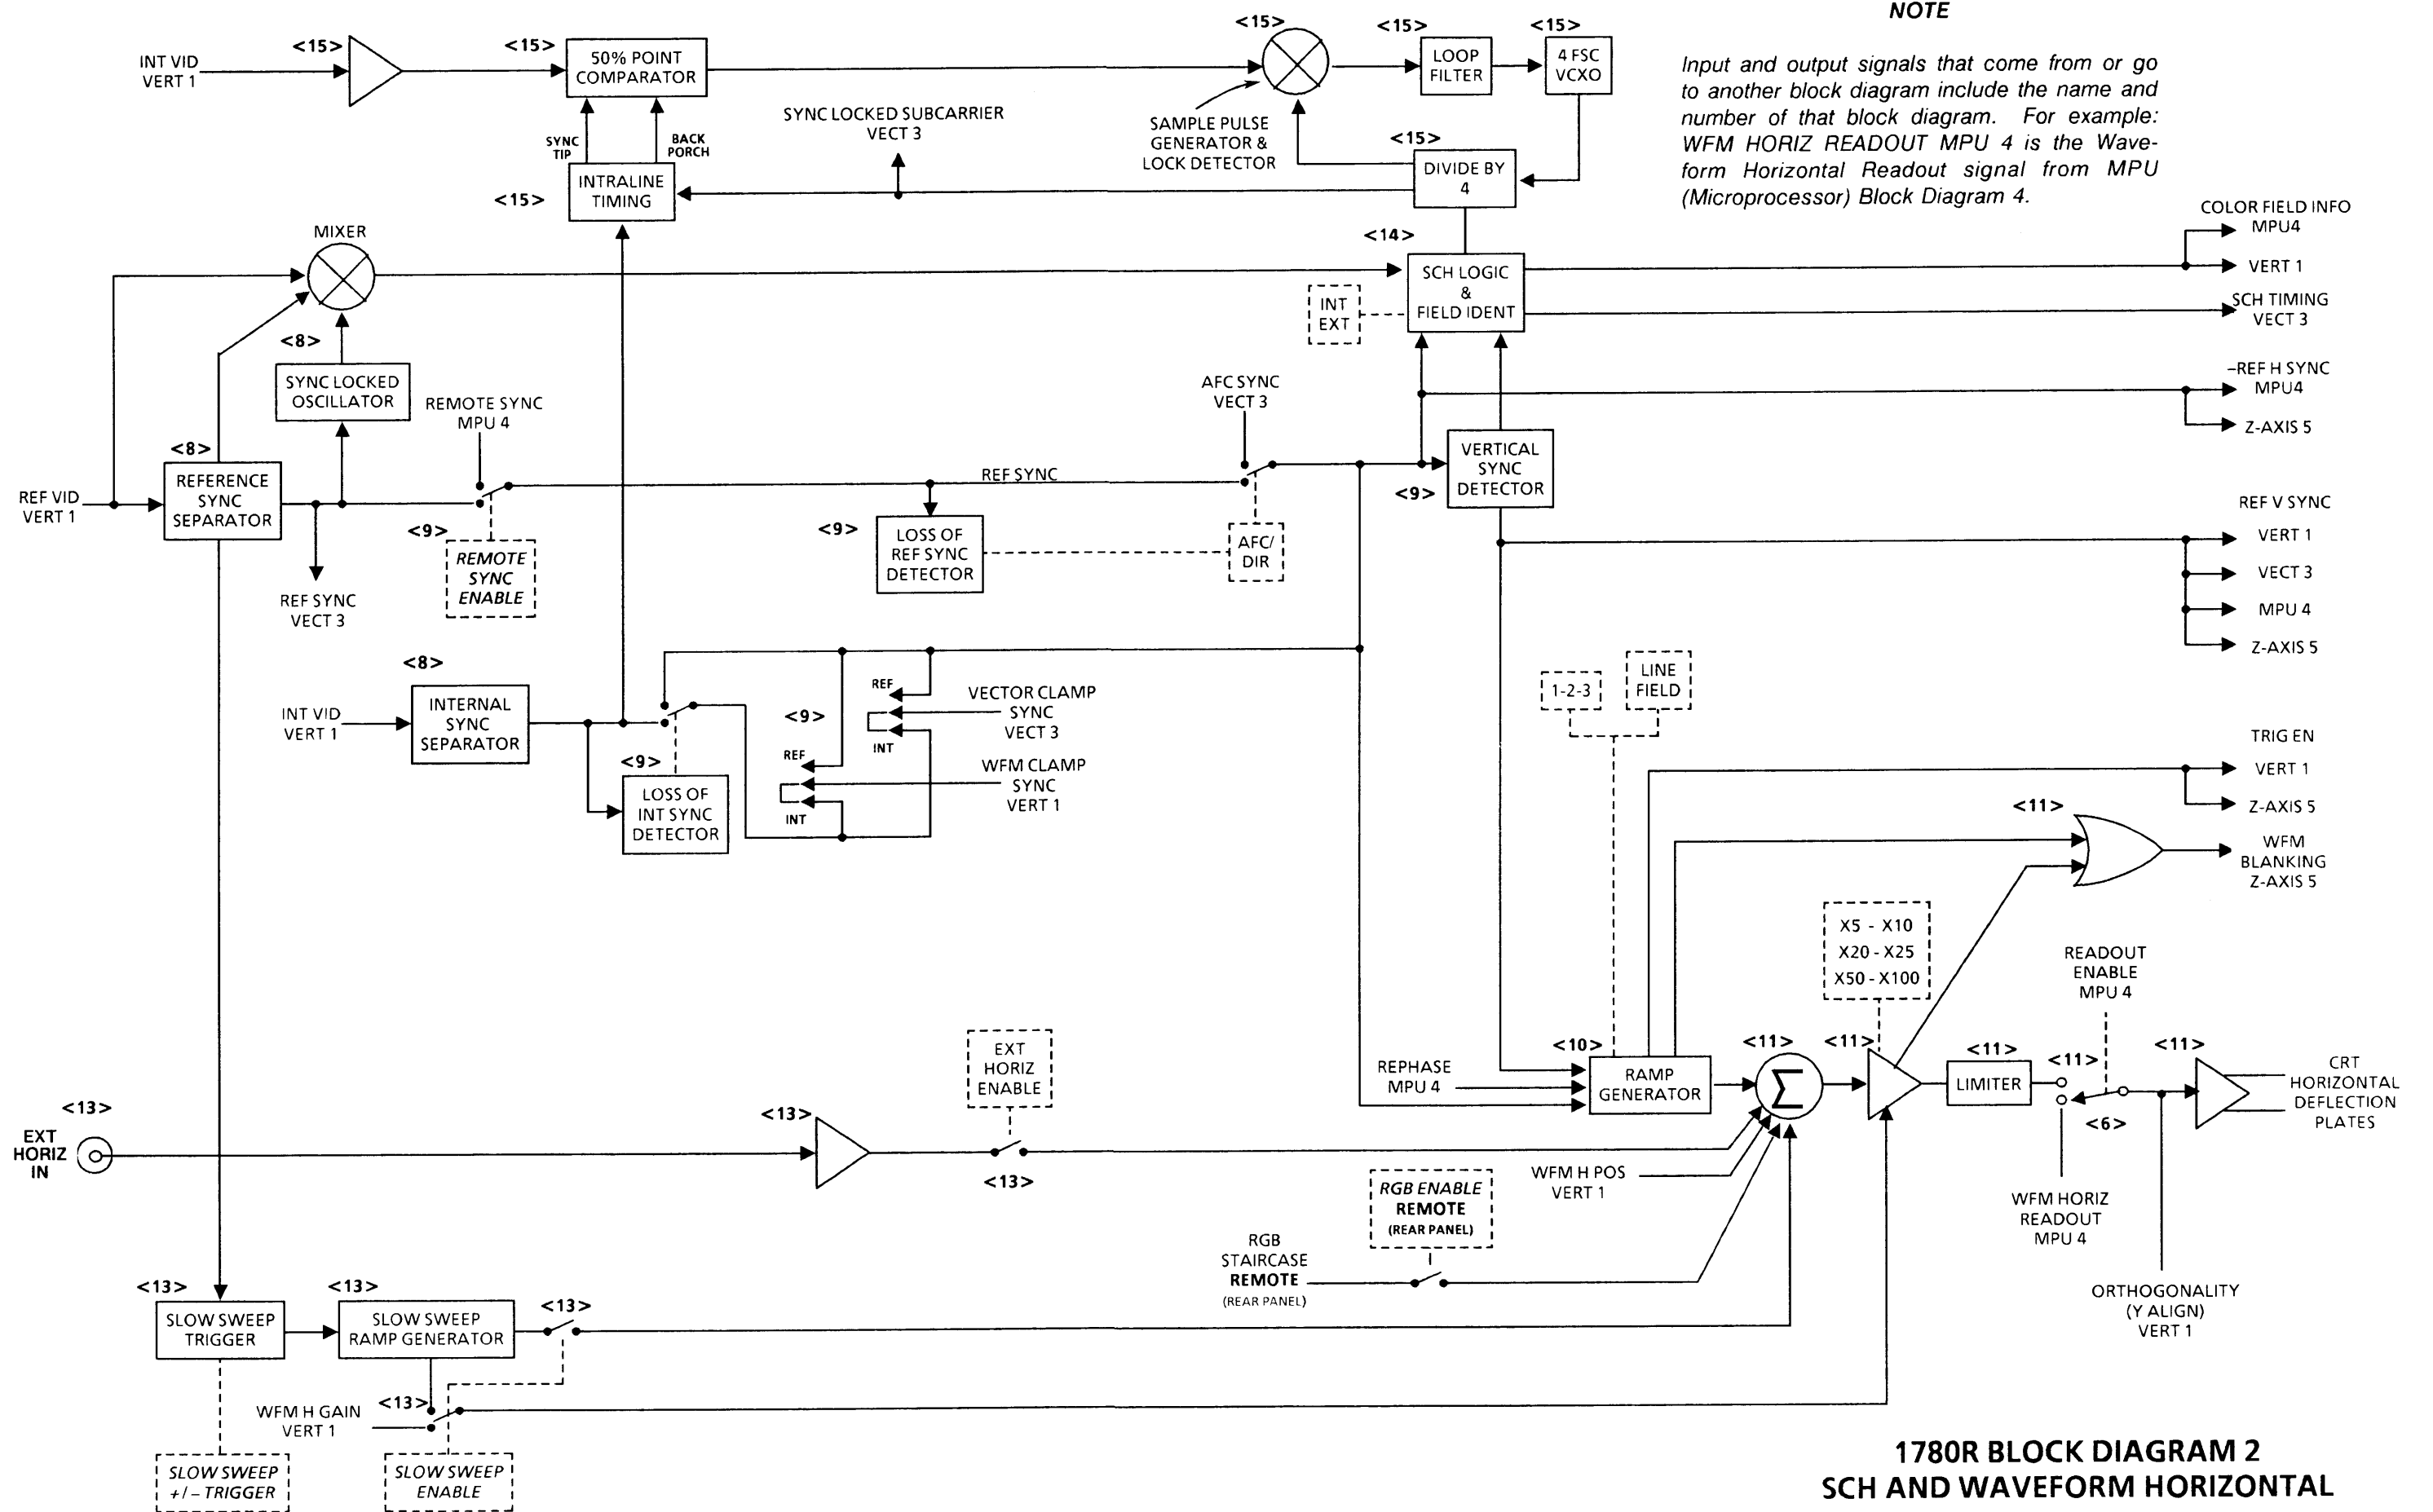 NOTE
Input and output signals that come from or go
to another block diagram include the name and
number of that block diagram. For example:
WFM HORIZ READOUT MPU 4 is the Wave-
form Horizontal Readout signal from MPU
(Microprocessor) Block Diagram 4.
INT VID
VERT 1
<15>
<15>
50% POINT
COMPARATOR
<15>
<15>
LOOP
FILTER
<15>
4 FSC
VCXO
SYNC LOCKED SUBCARRIER
VECT 3
SAMPLE PULSE
GENERATOR &
LOCK DETECTOR
<15>
DIVIDE BY
4
SYNC
TIP
BACK
PORCH
<15>
INTRALINE
TIMING
MIXER
<14>
SCH LOGIC
&
FIELD IDENT
INT
EXT
COLOR FIELD INFO
MPU4
VERT 1
SCH TIMING
VECT 3
<8>
SYNC LOCKED
OSCILLATOR
REMOTE SYNC
MPU 4
AFC SYNC
VECT 3
–REF H SYNC
MPU4
Z-AXIS 5
REF VID
VERT 1
<8>
REFERENCE
SYNC
SEPARATOR
<9>
REMOTE
SYNC
ENABLE
REF SYNC
VECT 3
REF SYNC
<9>
LOSS OF
REF SYNC
DETECTOR
AFC/
DIR
<9>
VERTICAL
SYNC
DETECTOR
REF V SYNC
VERT 1
VECT 3
MPU 4
Z-AXIS 5
INT VID
VERT 1
<8>
INTERNAL
SYNC
SEPARATOR
<9>
LOSS OF
INT SYNC
DETECTOR
<9>
REF
INT
VECTOR CLAMP
SYNC
VECT 3
REF
INT
WFM CLAMP
SYNC
VERT 1
1-2-3
LINE
FIELD
TRIG EN
VERT 1
Z-AXIS 5
<11>
WFM
BLANKING
Z-AXIS 5
X5 - X10
X20 - X25
X50 - X100
READOUT
ENABLE
MPU 4
EXT
HORIZ
ENABLE
REPHASE
MPU 4
<10>
RAMP
GENERATOR
<11>
Σ
<11>
<11>
LIMITER
<11>
<6>
<11>
CRT
HORIZONTAL
DEFLECTION
PLATES
<13>
EXT
HORIZ
IN
<13>
<13>
WFM H POS
VERT 1
RGB ENABLE
REMOTE
(REAR PANEL)
RGB
STAIRCASE
REMOTE
(REAR PANEL)
WFM HORIZ
READOUT
MPU 4
ORTHOGONALITY
(Y ALIGN)
VERT 1
<13>
SLOW SWEEP
TRIGGER
<13>
SLOW SWEEP
RAMP GENERATOR
<13>
WFM H GAIN
VERT 1
<13>
SLOW SWEEP
+/– TRIGGER
SLOW SWEEP
ENABLE
1780R BLOCK DIAGRAM 2
SCH AND WAVEFORM HORIZONTAL